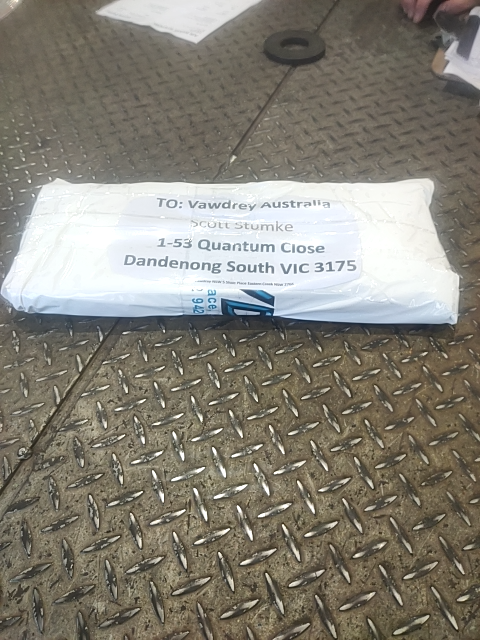 TO: Vawdrey Australia
Scott Stumke
1-53 Quantum Close
Dandenong South VIC 3175